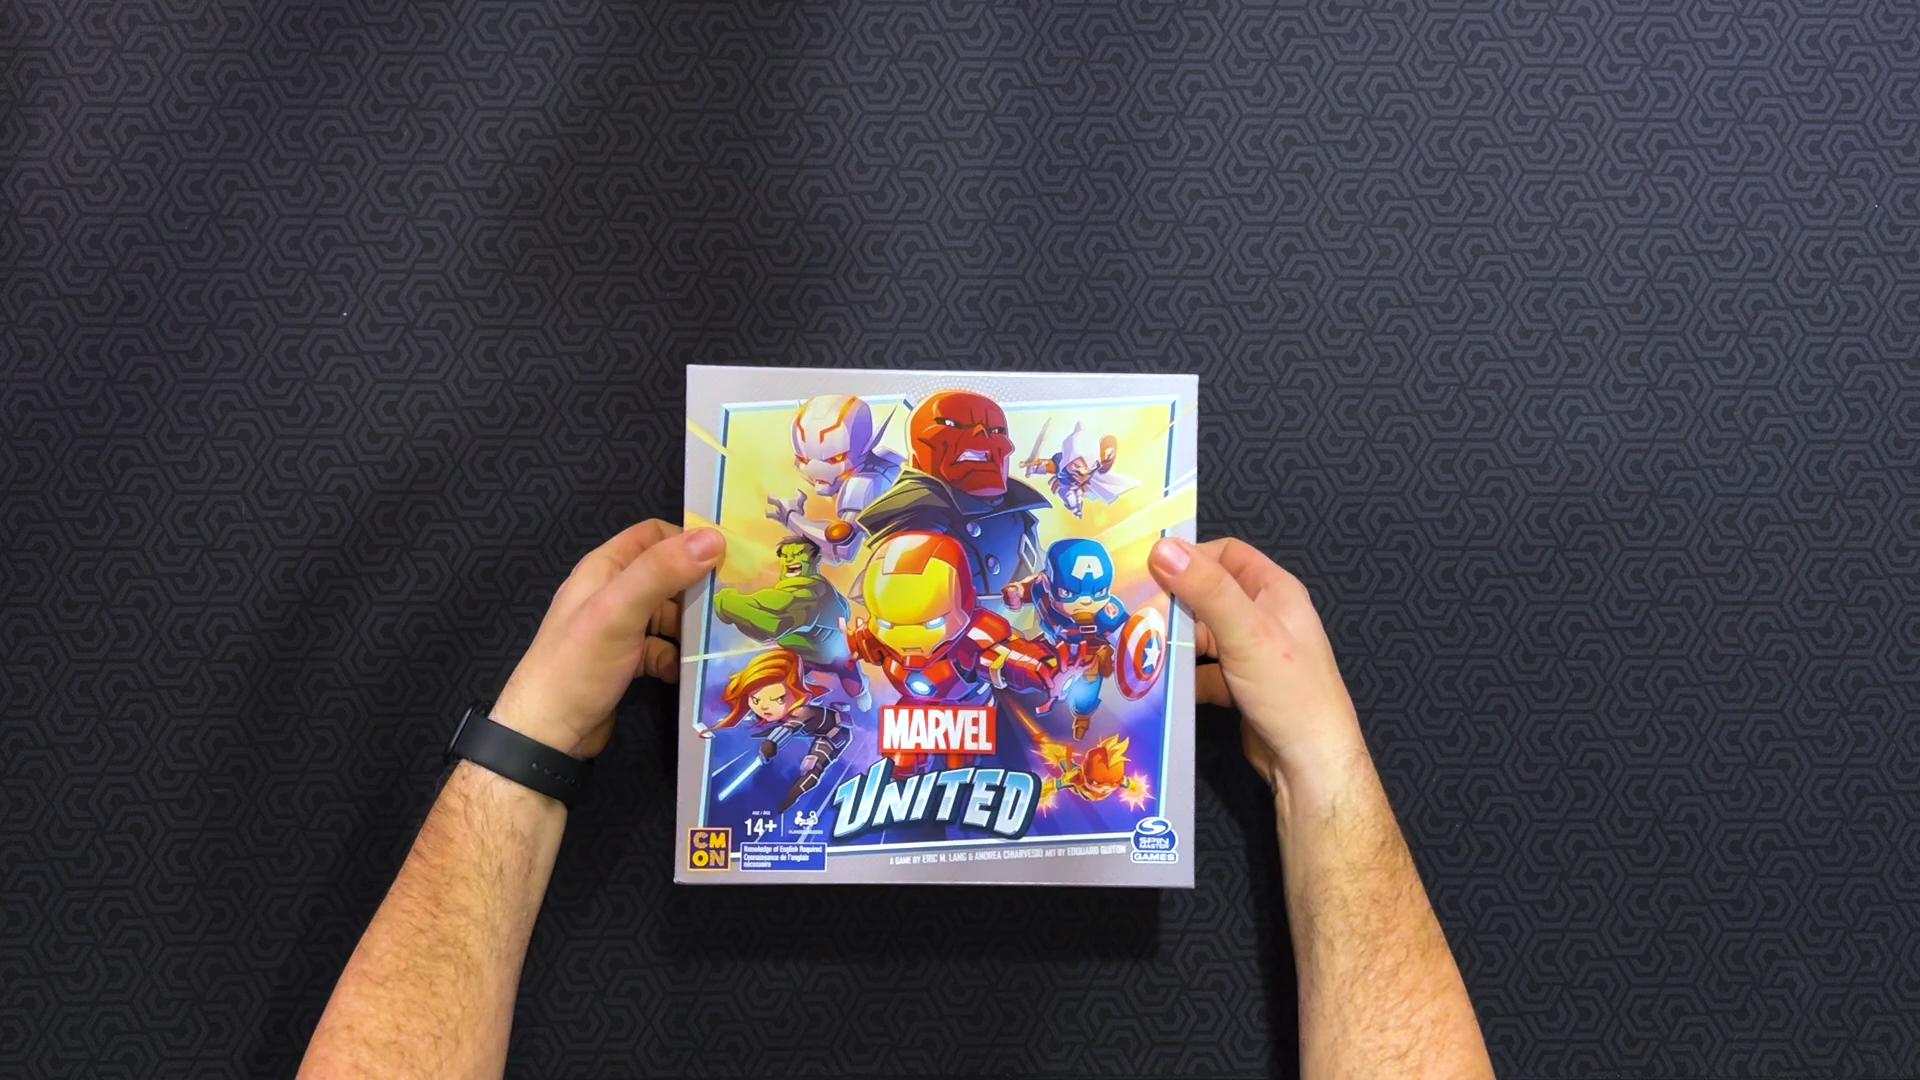 A
MARVEL
UNITED
14+
CM
ON
Knowledge of English Required
Connaissance de l'anglais
nécessaire
A GAME BY ERIC M. LANG & ANDREA CHIARVESIO ART BY EDOUARD GUITON
SPIN
MASTER
GAMES